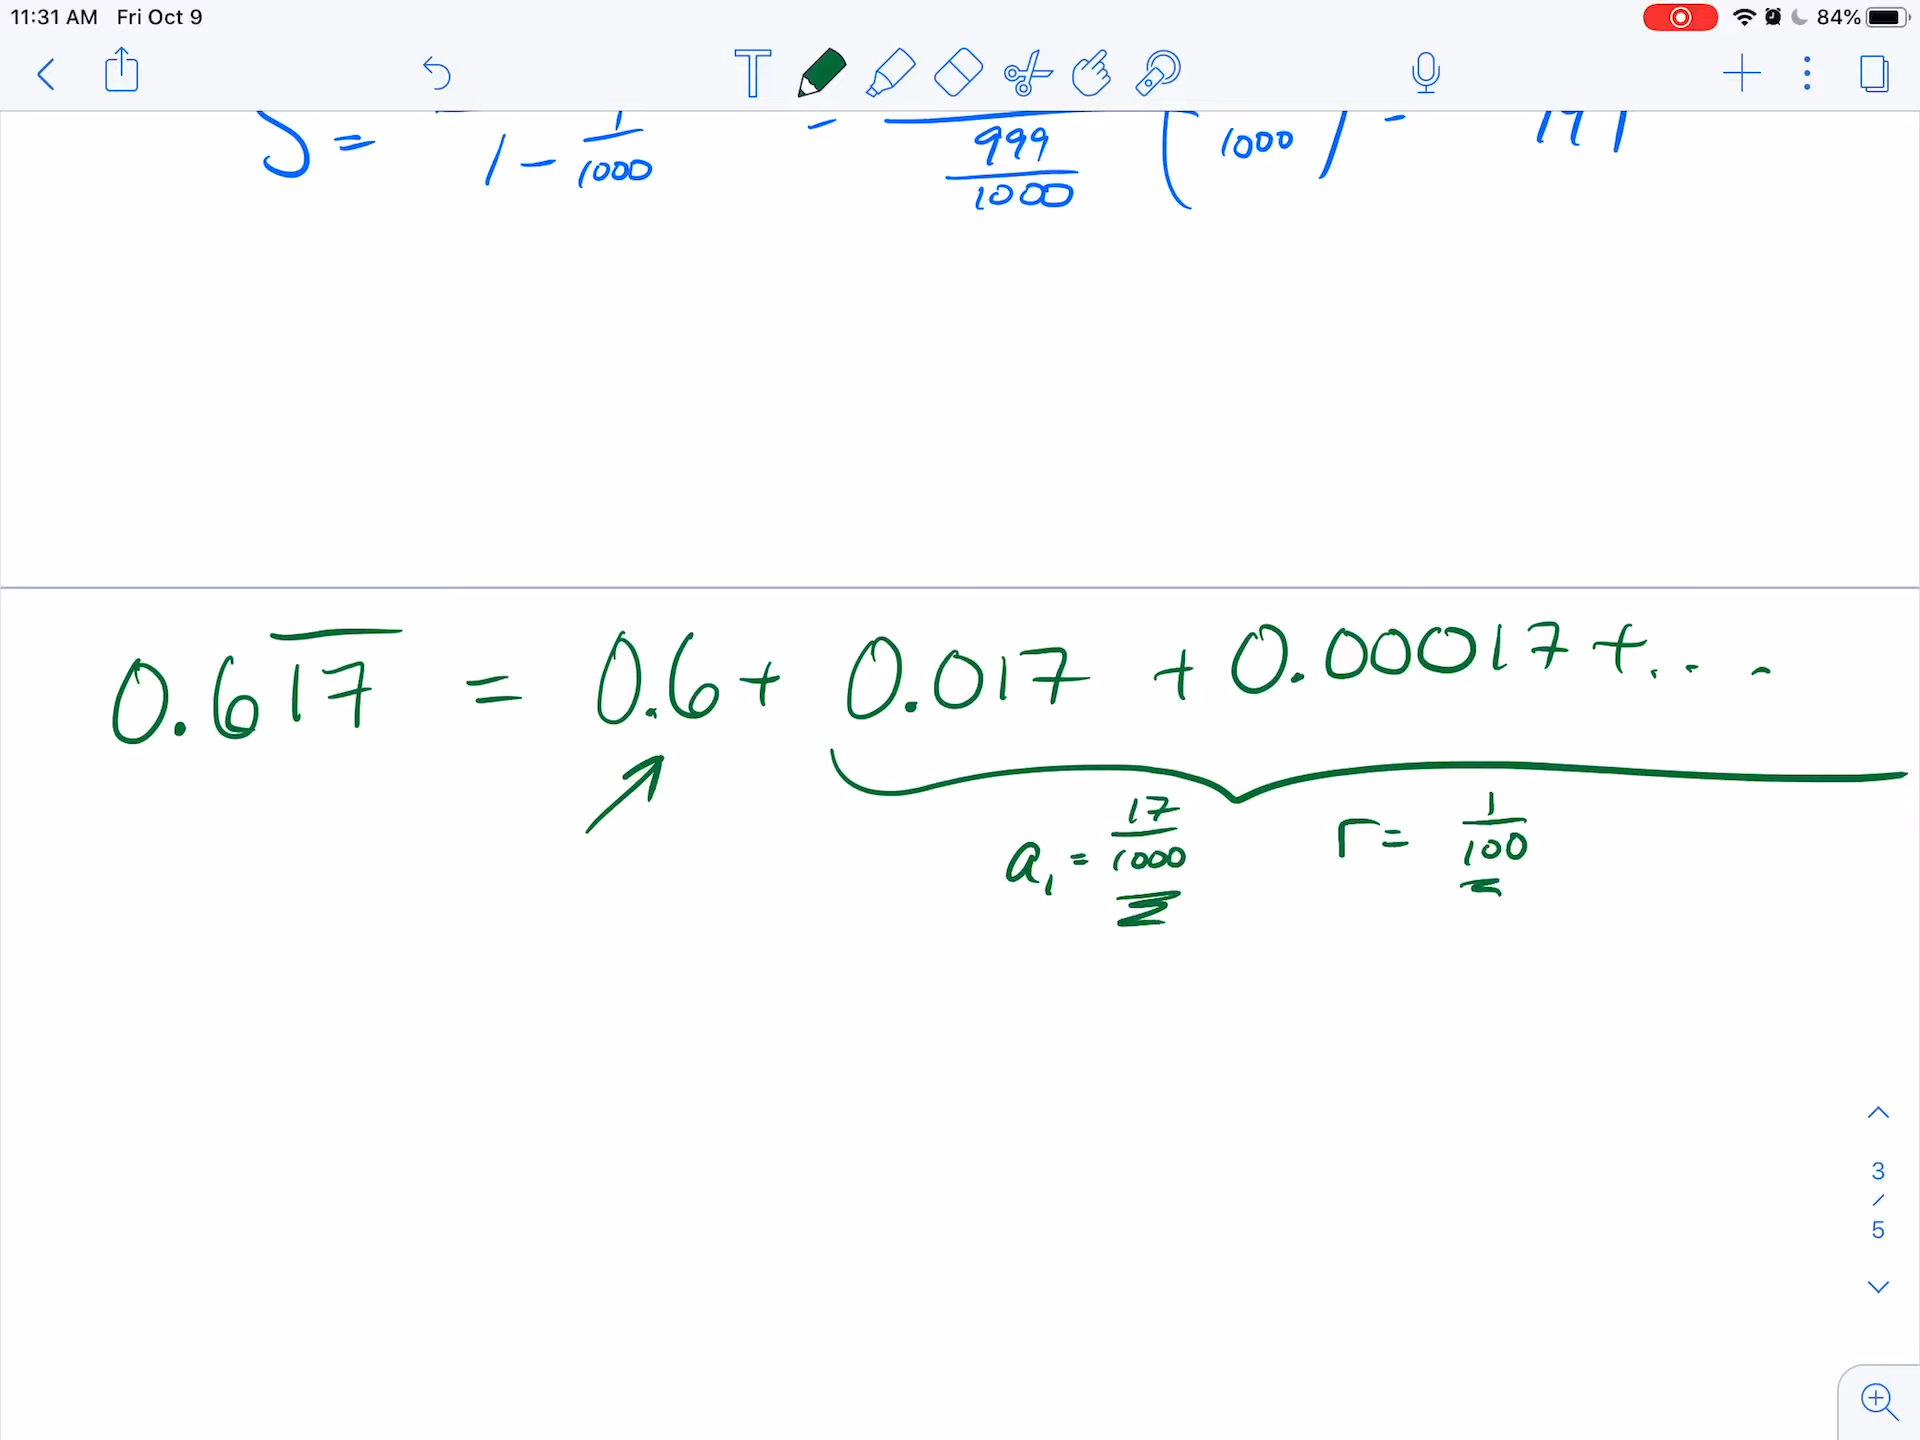 11:31 AM Fri Oct 9 84%
T
S = 1 - 1/1000 = 999/1000 ( 1000 ) =
0.6\overline{17} = 0.6 + 0.017 + 0.00017 + ...
a₁ = 17/1000 r = 1/100
3
/
5